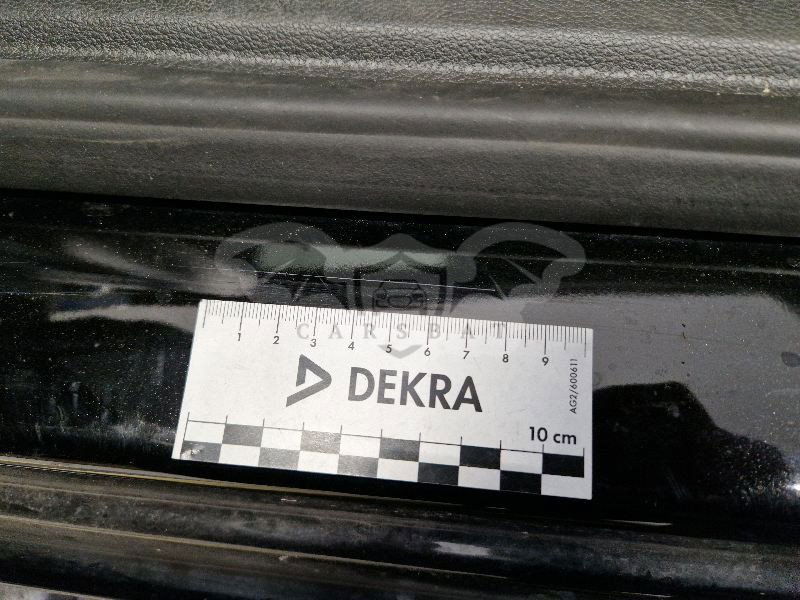 CARSBAT
1 2 3 4 5 6 7 8 9
DEKRA
AG2/600611
10 cm